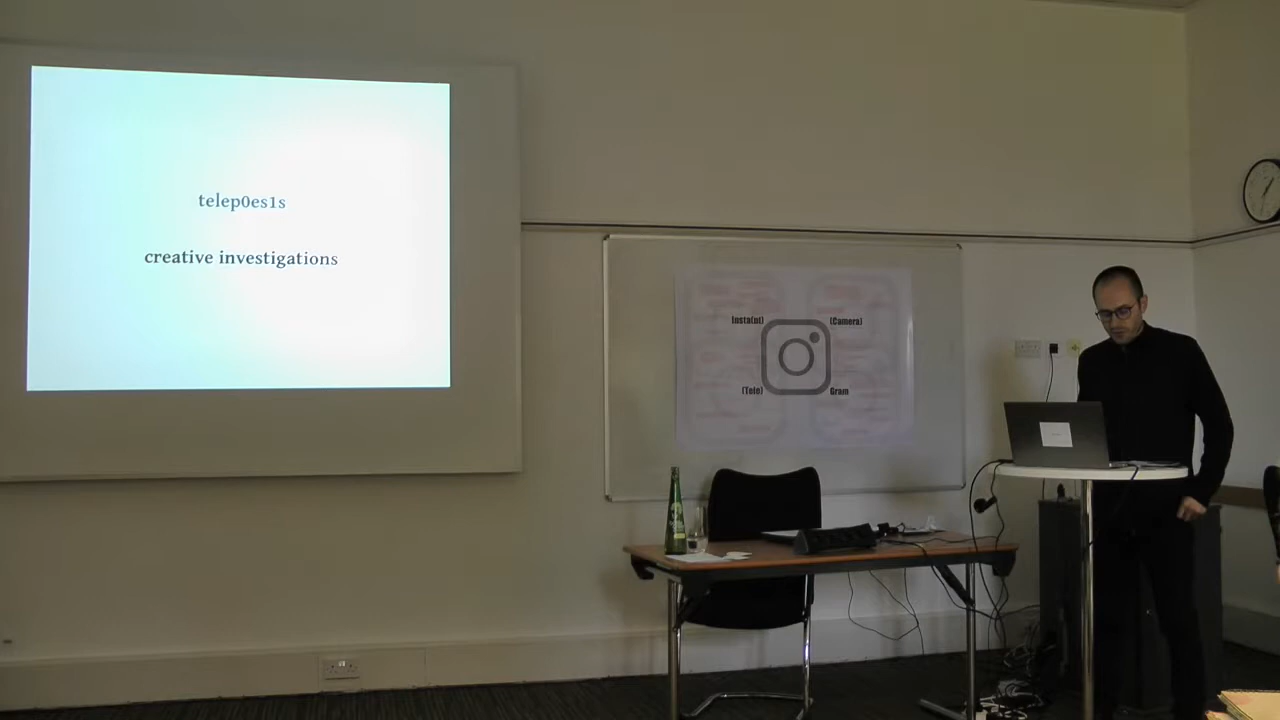 telep0es1s
creative investigations
Insta(nt)
(Camera)
(Tele)
Gram